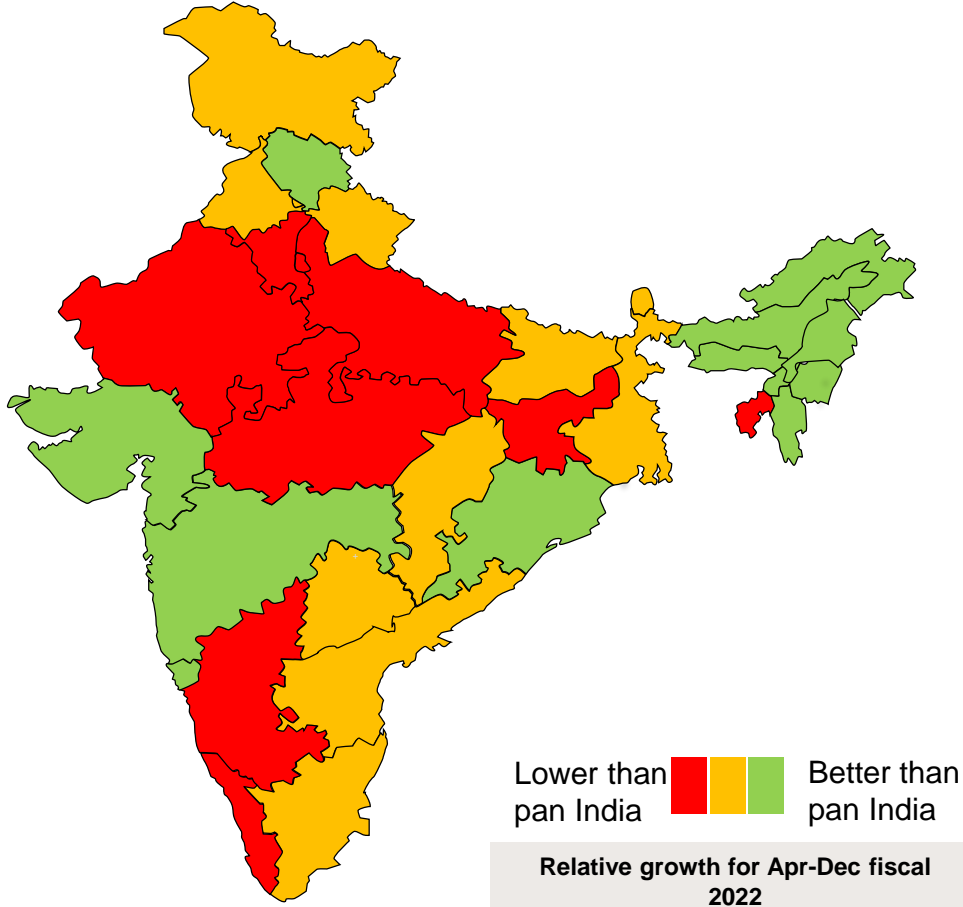 Lower than
pan India
Better than
pan India
Relative growth for Apr-Dec fiscal
2022